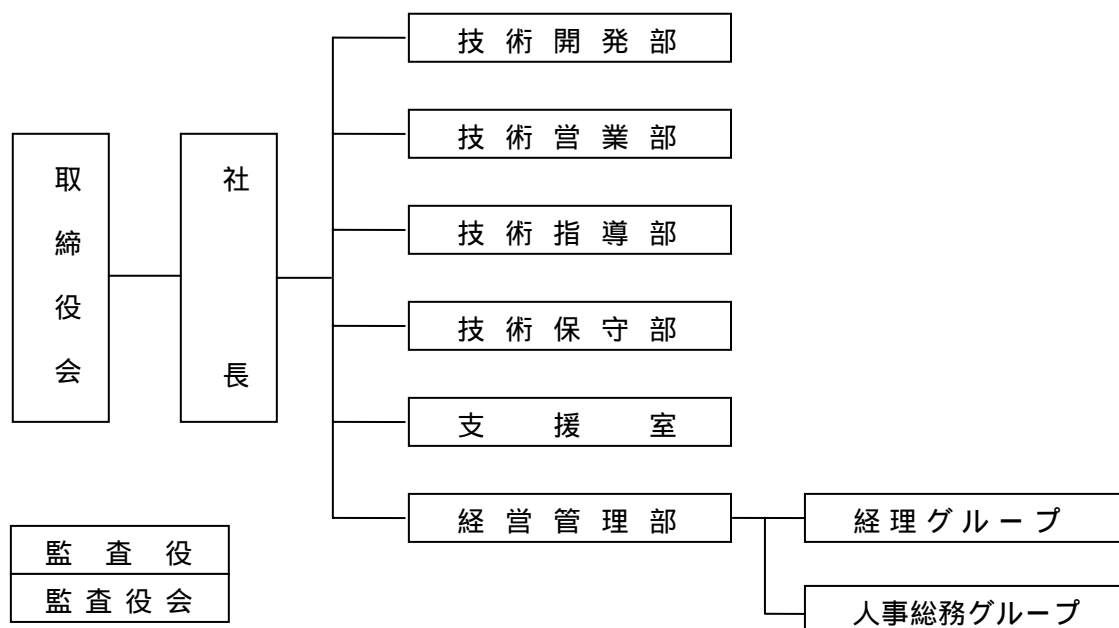 取締役会
社長
技術開発部
技術営業部
技術指導部
技術保守部
支援室
経営管理部
経理グループ
人事総務グループ
監査役
監査役会